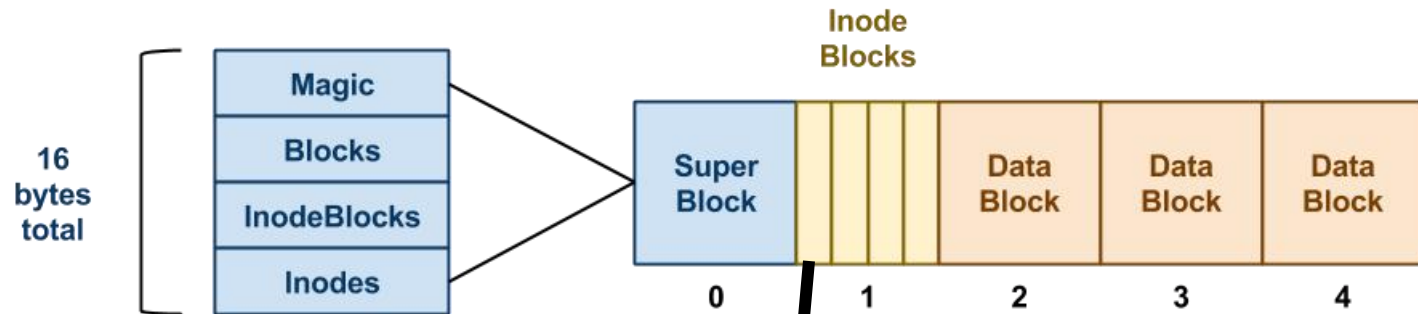 16
bytes
total
Magic
Blocks
InodeBlocks
Inodes
Inode
Blocks
Super
Block
Data
Block
Data
Block
Data
Block
0
1
2
3
4